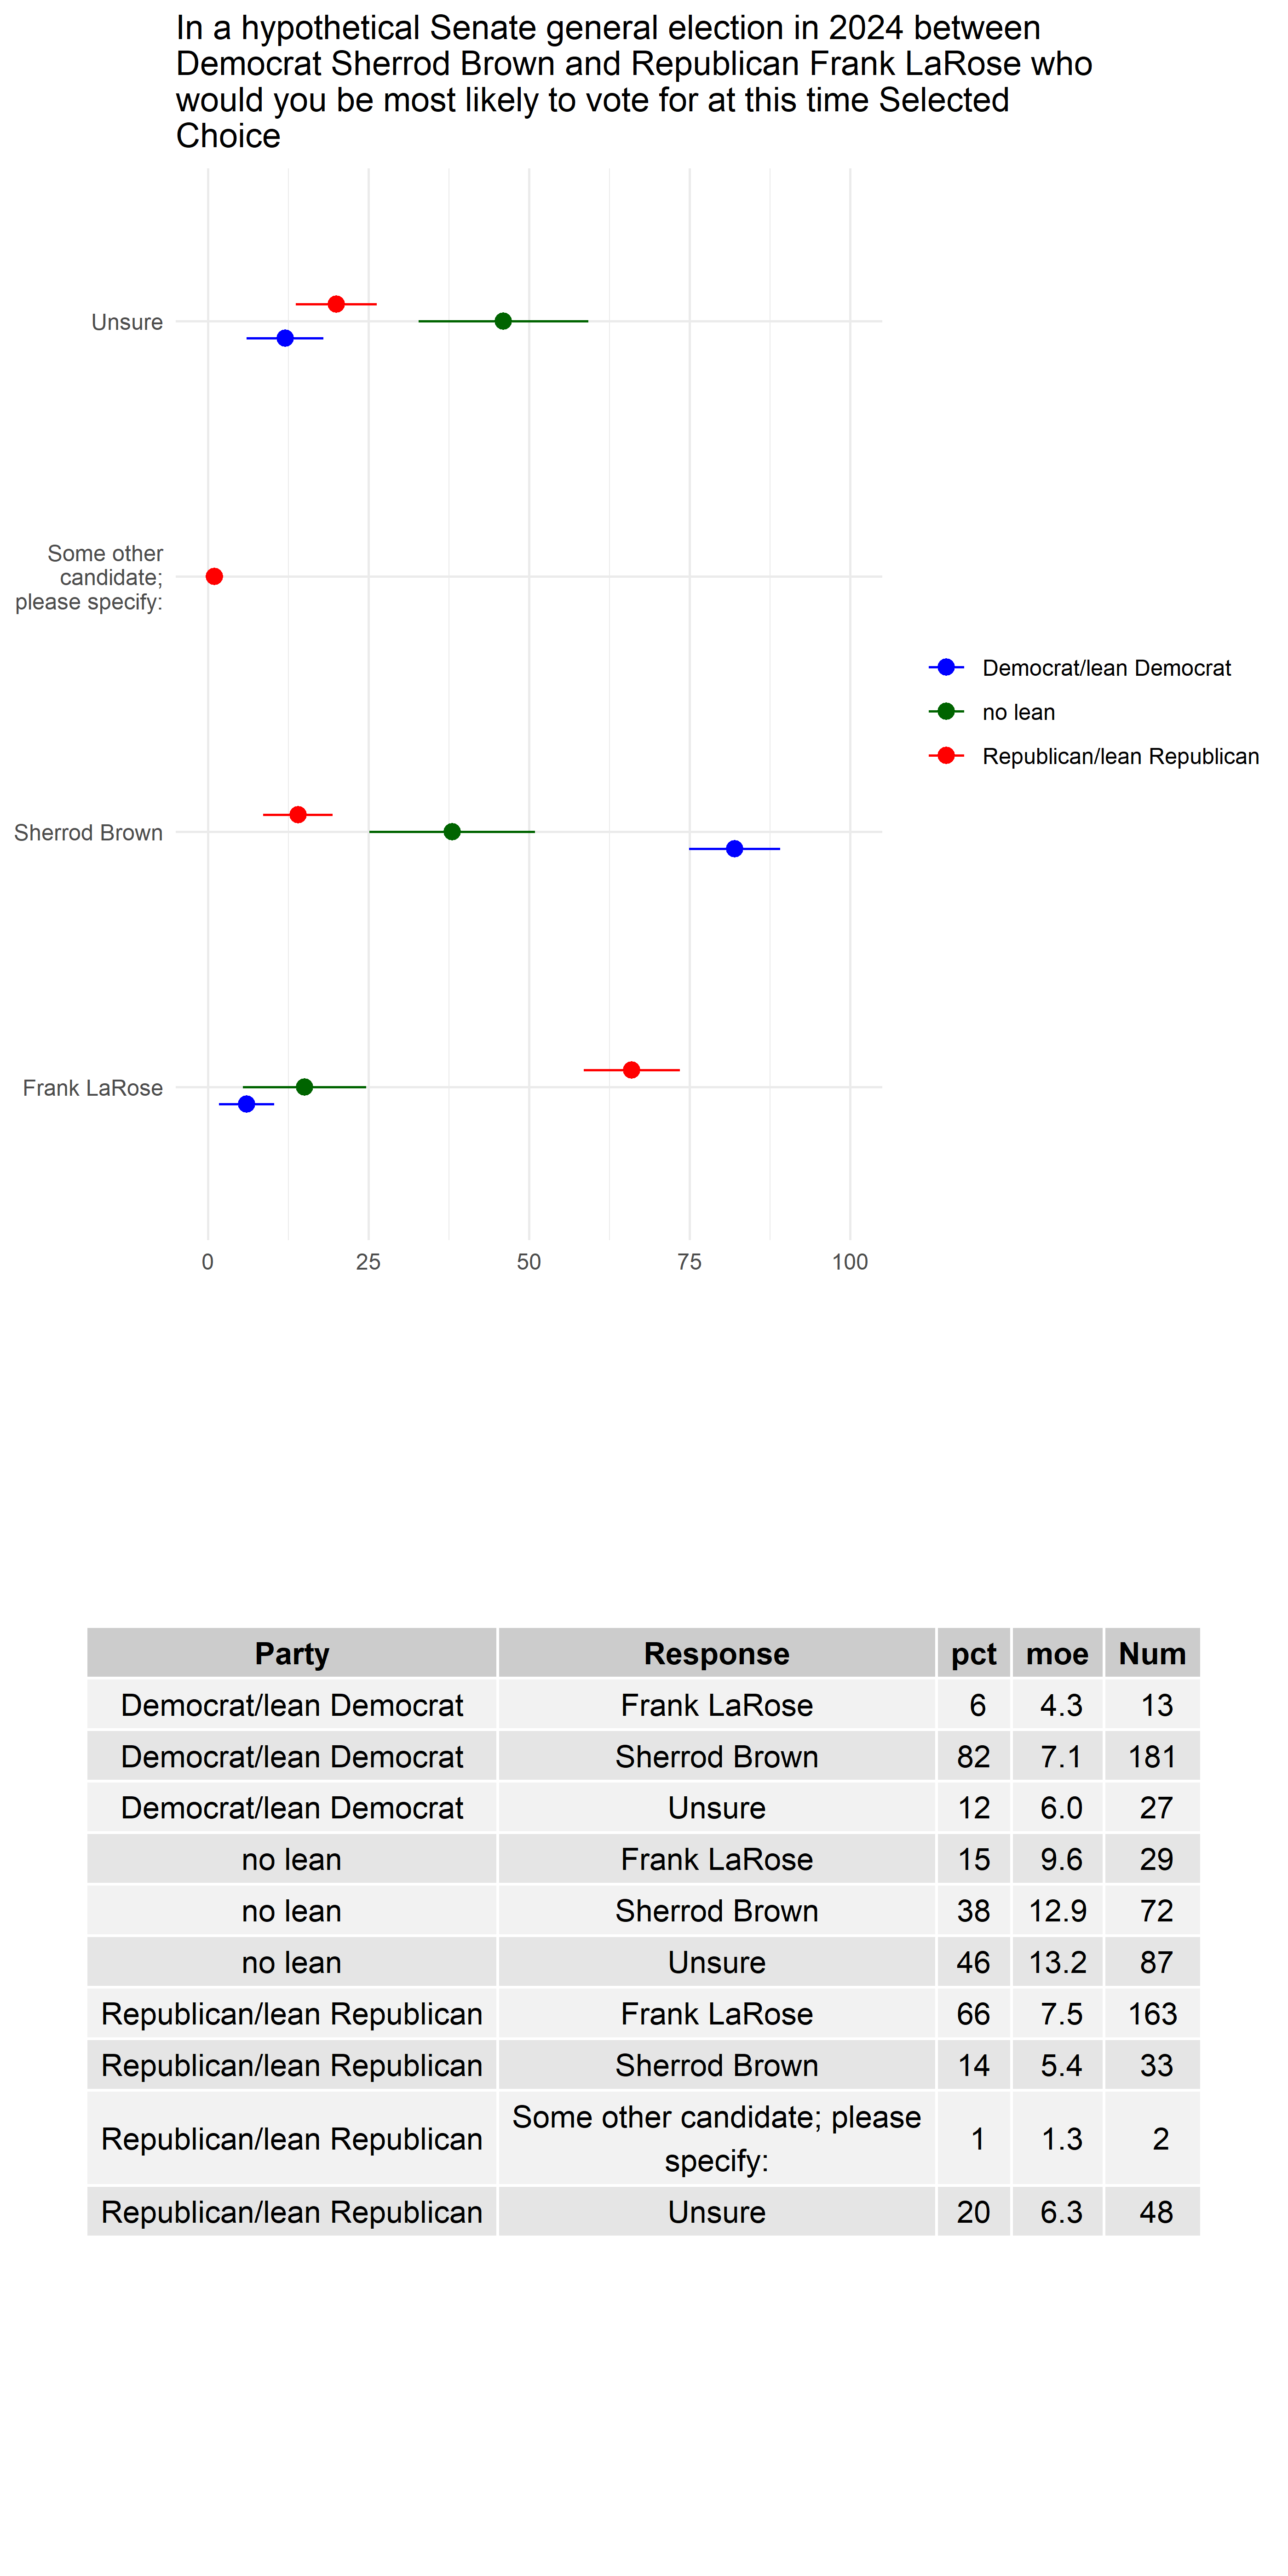 In a hypothetical Senate general election in 2024 between
Democrat Sherrod Brown and Republican Frank LaRose who
would you be most likely to vote for at this time Selected
Choice
Unsure
Some other
candidate;
please specify:
Sherrod Brown
Frank LaRose
0 25 50 75 100
Democrat/lean Democrat
no lean
Republican/lean Republican
Party Response pct moe Num
Democrat/lean Democrat Frank LaRose 6 4.3 13
Democrat/lean Democrat Sherrod Brown 82 7.1 181
Democrat/lean Democrat Unsure 12 6.0 27
no lean Frank LaRose 15 9.6 29
no lean Sherrod Brown 38 12.9 72
no lean Unsure 46 13.2 87
Republican/lean Republican Frank LaRose 66 7.5 163
Republican/lean Republican Sherrod Brown 14 5.4 33
Republican/lean Republican Some other candidate; please
specify: 1 1.3 2
Republican/lean Republican Unsure 20 6.3 48